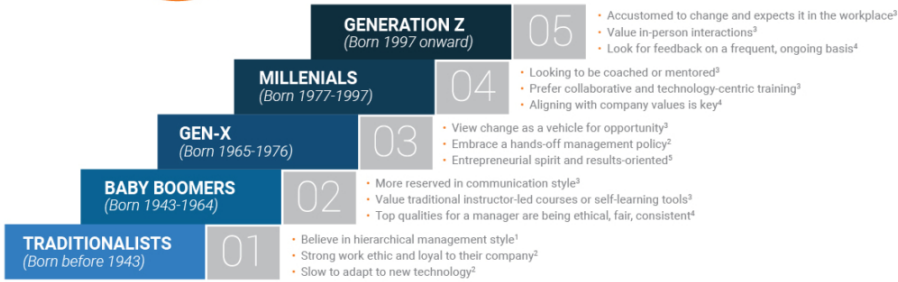 GENERATION Z
(Born 1997 onward)
05
• Accustomed to change and expects it in the workplace³
• Value in-person interactions³
• Look for feedback on a frequent, ongoing basis⁴
MILLENIALS
(Born 1977-1997)
04
• Looking to be coached or mentored³
• Prefer collaborative and technology-centric training³
• Aligning with company values is key⁴
GEN-X
(Born 1965-1976)
03
• View change as a vehicle for opportunity³
• Embrace a hands-off management policy²
• Entrepreneurial spirit and results-oriented⁵
BABY BOOMERS
(Born 1943-1964)
02
• More reserved in communication style³
• Value traditional instructor-led courses or self-learning tools³
• Top qualities for a manager are being ethical, fair, consistent⁴
TRADITIONALISTS
(Born before 1943)
01
• Believe in hierarchical management style¹
• Strong work ethic and loyal to their company²
• Slow to adapt to new technology²